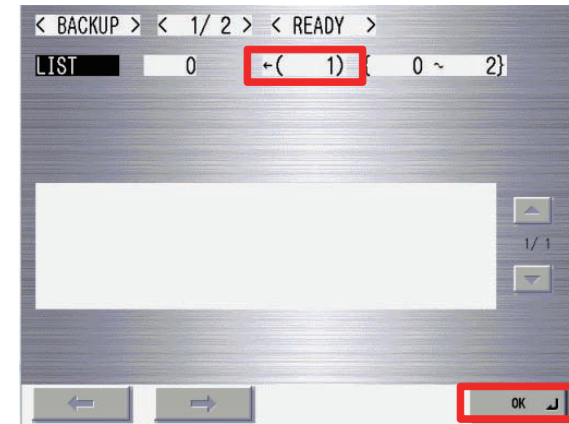 < BACKUP > < 1/ 2 > < READY >
LIST 0 ←( 1) { 0 ~ 2}
1/ 1
OK